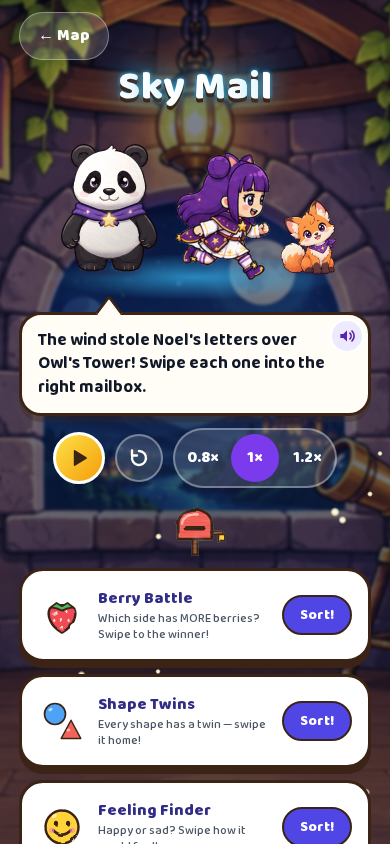 ← Map
Sky Mail
The wind stole Noel's letters over
Owl's Tower! Swipe each one into the
right mailbox.
0.8×
1×
1.2×
Berry Battle
Which side has MORE berries?
Swipe to the winner!
Sort!
Shape Twins
Every shape has a twin — swipe
it home!
Sort!
Feeling Finder
Happy or sad? Swipe how it
Sort!